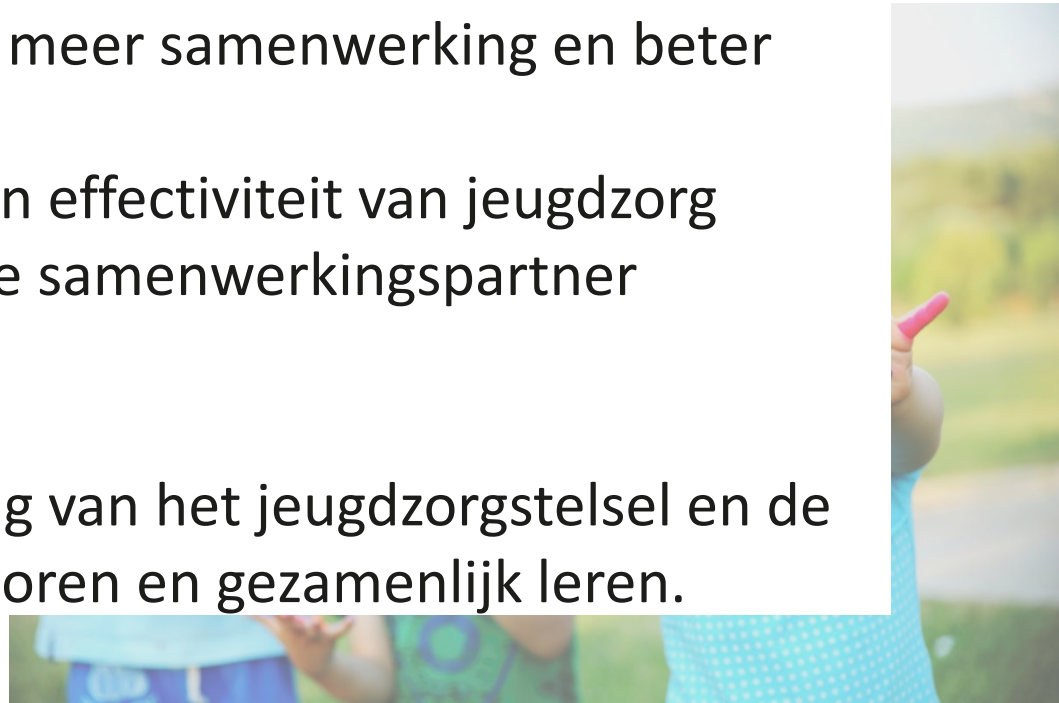 meer samenwerking en beter
n effectiviteit van jeugdzorg
e samenwerkingspartner
g van het jeugdzorgstelsel en de
oren en gezamenlijk leren.